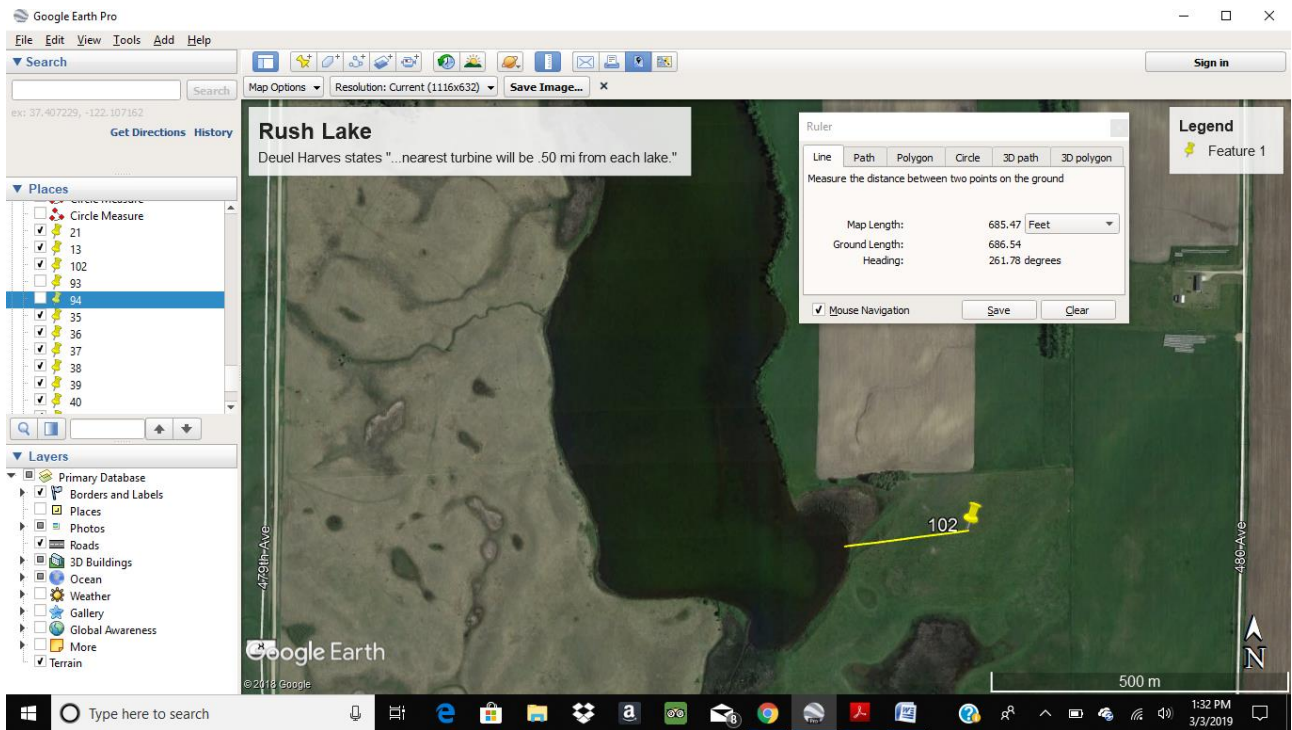 Google Earth Pro
File Edit View Tools Add Help
▼ Search
Search
ex: 37.407229, -122.107162
Get Directions History
▼ Places
Circle Measure
Circle Measure
21
13
102
93
94
35
36
37
38
39
40
▼ Layers
Primary Database
Borders and Labels
Places
Photos
Roads
3D Buildings
Ocean
Weather
Gallery
Global Awareness
More
Terrain
Sign in
Map Options Resolution: Current (1116x632) Save Image... ×
Rush Lake
Deuel Harves states "...nearest turbine will be .50 mi from each lake."
Ruler
Line Path Polygon Circle 3D path 3D polygon
Measure the distance between two points on the ground
Map Length: 685.47 Feet
Ground Length: 686.54
Heading: 261.78 degrees
Mouse Navigation Save Clear
Legend
Feature 1
102
479th Ave
480 Ave
Google Earth
© 2018 Google
500 m
N
Type here to search
8
1:32 PM
3/3/2019